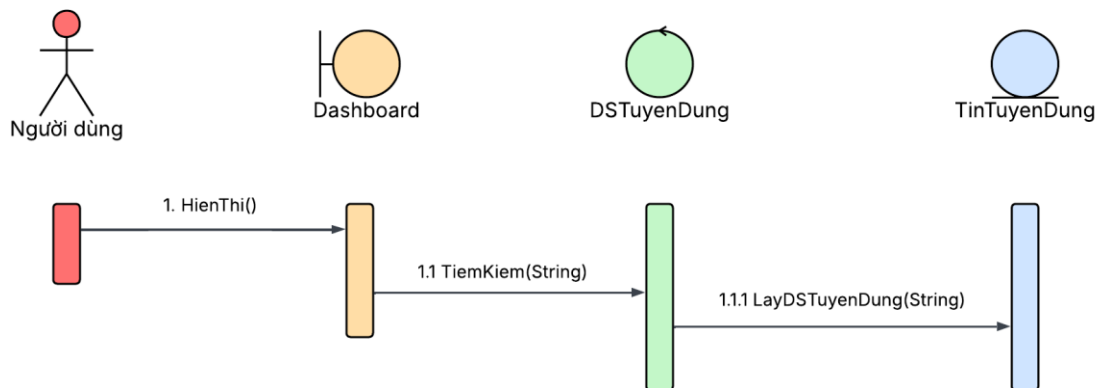 Người dùng
Dashboard
DSTuyenDung
TinTuyenDung
1. HienThi()
1.1 TiemKiem(String)
1.1.1 LayDSTuyenDung(String)